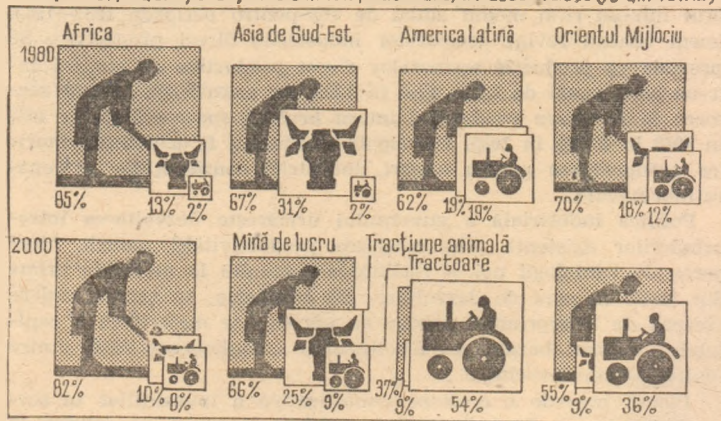 Africa Asia de Sud-Est America Latină Orientul Mijlociu
1980
85% 13% 2% 67% 31% 2% 62% 19% 19% 70% 18% 12%
2000 Mînă de lucru Tracţiune animală
Tractoare
82% 10% 8% 66% 25% 9% 37% 9% 54% 55% 9% 36%